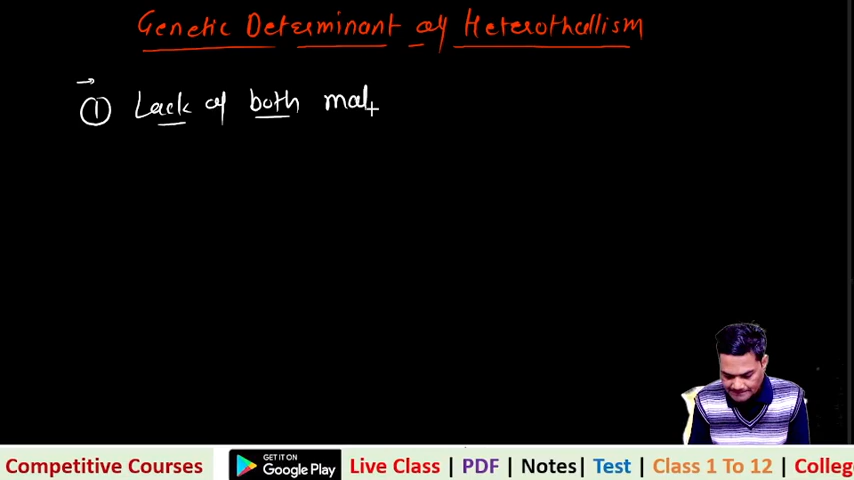 Genetic Determinant of Heterothallism
① Lack of both mat
Competitive Courses GET IT ON Google Play Live Class | PDF | Notes| Test | Class 1 To 12 | Colleg